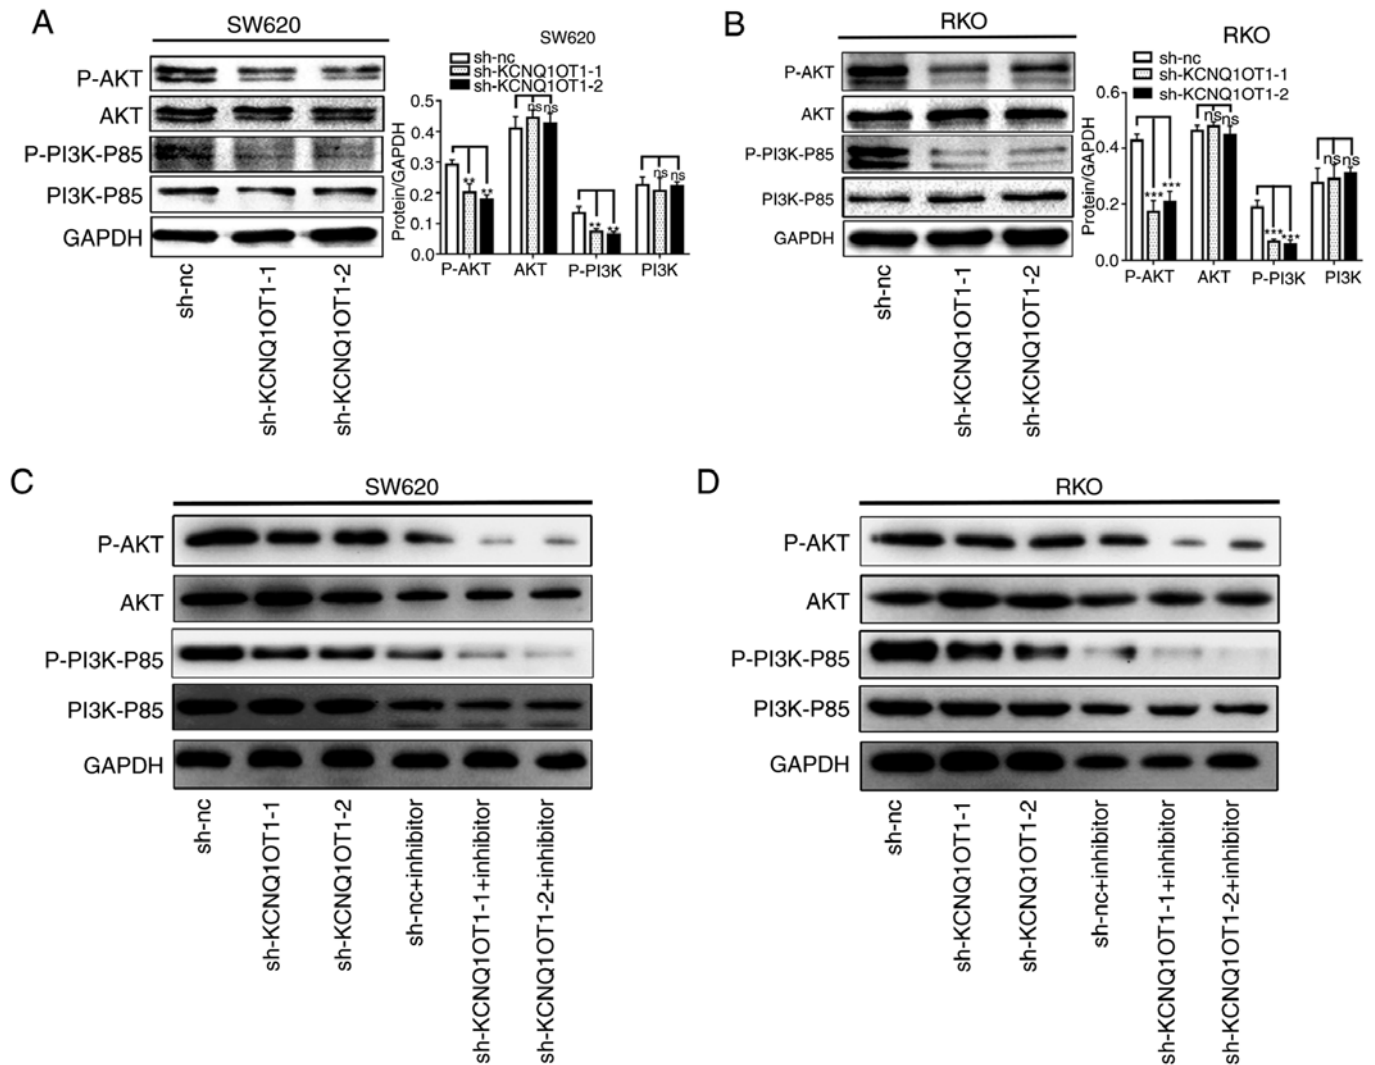 A
SW620
P-AKT
AKT
P-PI3K-P85
PI3K-P85
GAPDH
sh-nc
sh-KCNQ1OT1-1
sh-KCNQ1OT1-2
SW620
sh-nc
sh-KCNQ1OT1-1
sh-KCNQ1OT1-2
Protein/GAPDH
0.5
0.4
0.3
0.2
0.1
0.0
** **
ns ns
** **
ns ns
P-AKT AKT P-PI3K PI3K
B
RKO
P-AKT
AKT
P-PI3K-P85
PI3K-P85
GAPDH
sh-nc
sh-KCNQ1OT1-1
sh-KCNQ1OT1-2
RKO
sh-nc
sh-KCNQ1OT1-1
sh-KCNQ1OT1-2
Protein/GAPDH
0.6
0.4
0.2
0.0
*** ***
ns ns
*** ***
ns ns
P-AKT AKT P-PI3K PI3K
C
SW620
P-AKT
AKT
P-PI3K-P85
PI3K-P85
GAPDH
sh-nc
sh-KCNQ1OT1-1
sh-KCNQ1OT1-2
sh-nc+inhibitor
sh-KCNQ1OT1-1+inhibitor
sh-KCNQ1OT1-2+inhibitor
D
RKO
P-AKT
AKT
P-PI3K-P85
PI3K-P85
GAPDH
sh-nc
sh-KCNQ1OT1-1
sh-KCNQ1OT1-2
sh-nc+inhibitor
sh-KCNQ1OT1-1+inhibitor
sh-KCNQ1OT1-2+inhibitor